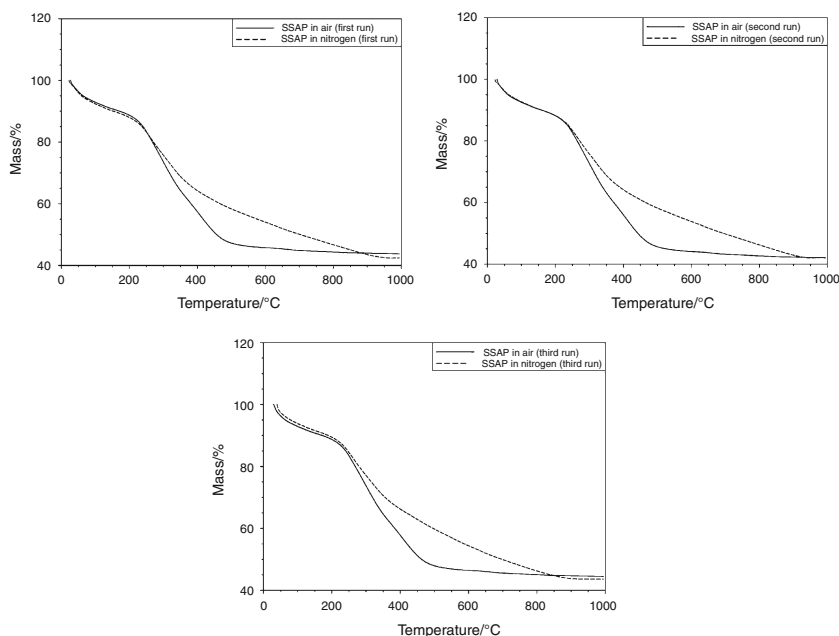 SSAP in air (first run)
SSAP in nitrogen (first run)
120
100
80
60
40
Mass/%
0
200
400
600
800
1000
Temperature/°C
SSAP in air (second run)
SSAP in nitrogen (second run)
120
100
80
60
40
Mass/%
0
200
400
600
800
1000
Temperature/°C
SSAP in air (third run)
SSAP in nitrogen (third run)
120
100
80
60
40
Mass/%
0
200
400
600
800
1000
Temperature/°C